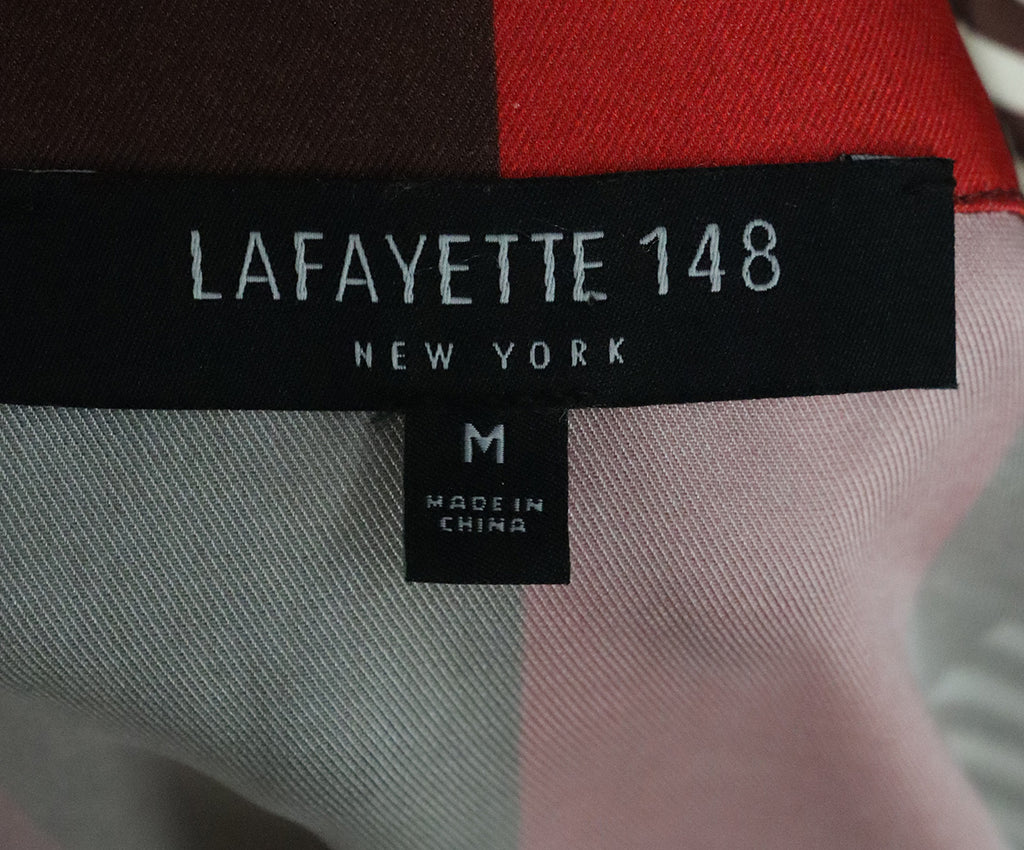 LAFAYETTE 148
NEW YORK
M
MADE IN
CHINA